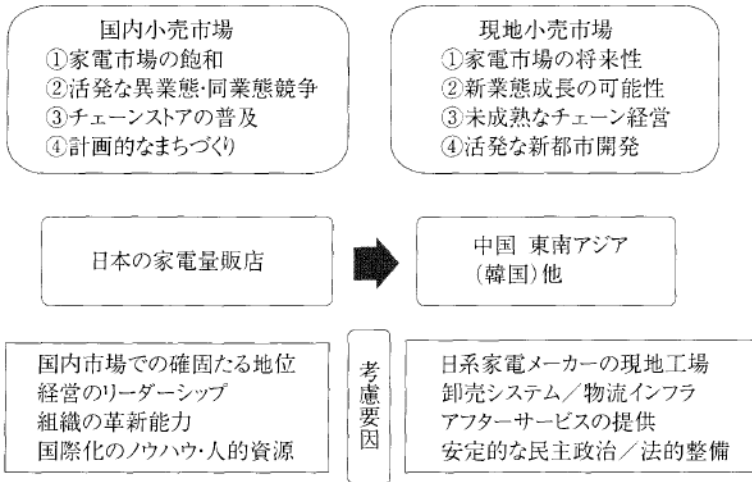 国内小売市場
①家電市場の飽和
②活発な異業態·同業態競争
③チェーンストアの普及
④計画的なまちづくり
現地小売市場
①家電市場の将来性
②新業態成長の可能性
③未成熟なチェーン経営
④活発な新都市開発
日本の家電量販店
中国 東南アジア
(韓国)他
国内市場での確固たる地位
経営のリーダーシップ
組織の革新能力
国際化のノウハウ·人的資源
考慮要因
日系家電メーカーの現地工場
卸売システム/物流インフラ
アフターサービスの提供
安定的な民主政治/法的整備